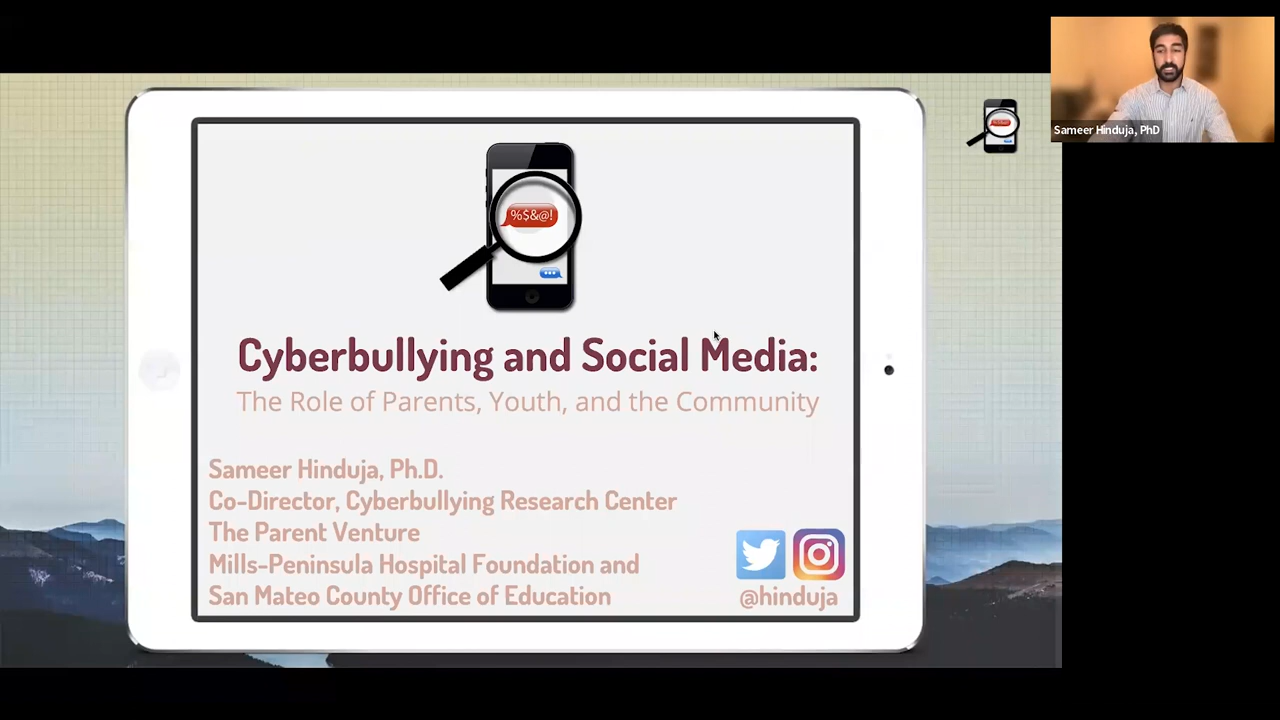 Sameer Hinduja, PhD
%$&@!
Cyberbullying and Social Media:
The Role of Parents, Youth, and the Community
Sameer Hinduja, Ph.D.
Co-Director, Cyberbullying Research Center
The Parent Venture
Mills-Peninsula Hospital Foundation and
San Mateo County Office of Education
@hinduja